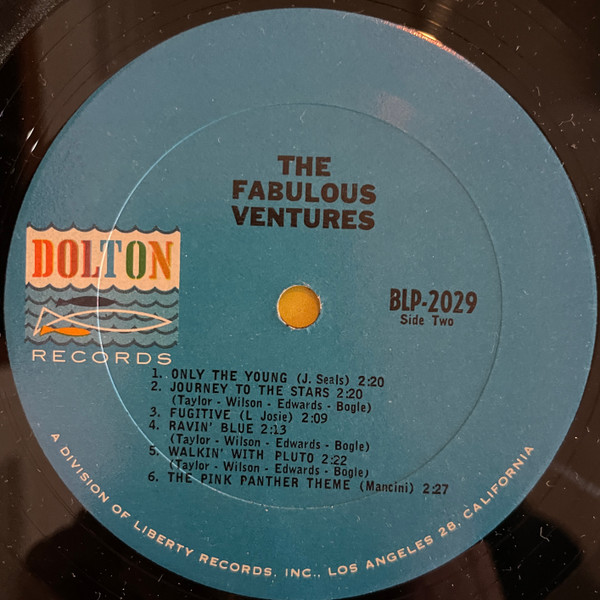 THE
FABULOUS
VENTURES
DOLTON
RECORDS
BLP-2029
Side Two
1. ONLY THE YOUNG (J. Seals) 2:20
2. JOURNEY TO THE STARS 2:20
(Taylor - Wilson - Edwards - Bogle)
3. FUGITIVE (L Josie) 2:09
4. RAVIN' BLUE 2:13
(Taylor - Wilson - Edwards - Bogle)
5. WALKIN' WITH PLUTO 2:22
(Taylor - Wilson - Edwards - Bogle)
6. THE PINK PANTHER THEME (Mancini) 2:27
A DIVISION OF LIBERTY RECORDS, INC., LOS ANGELES 28, CALIFORNIA